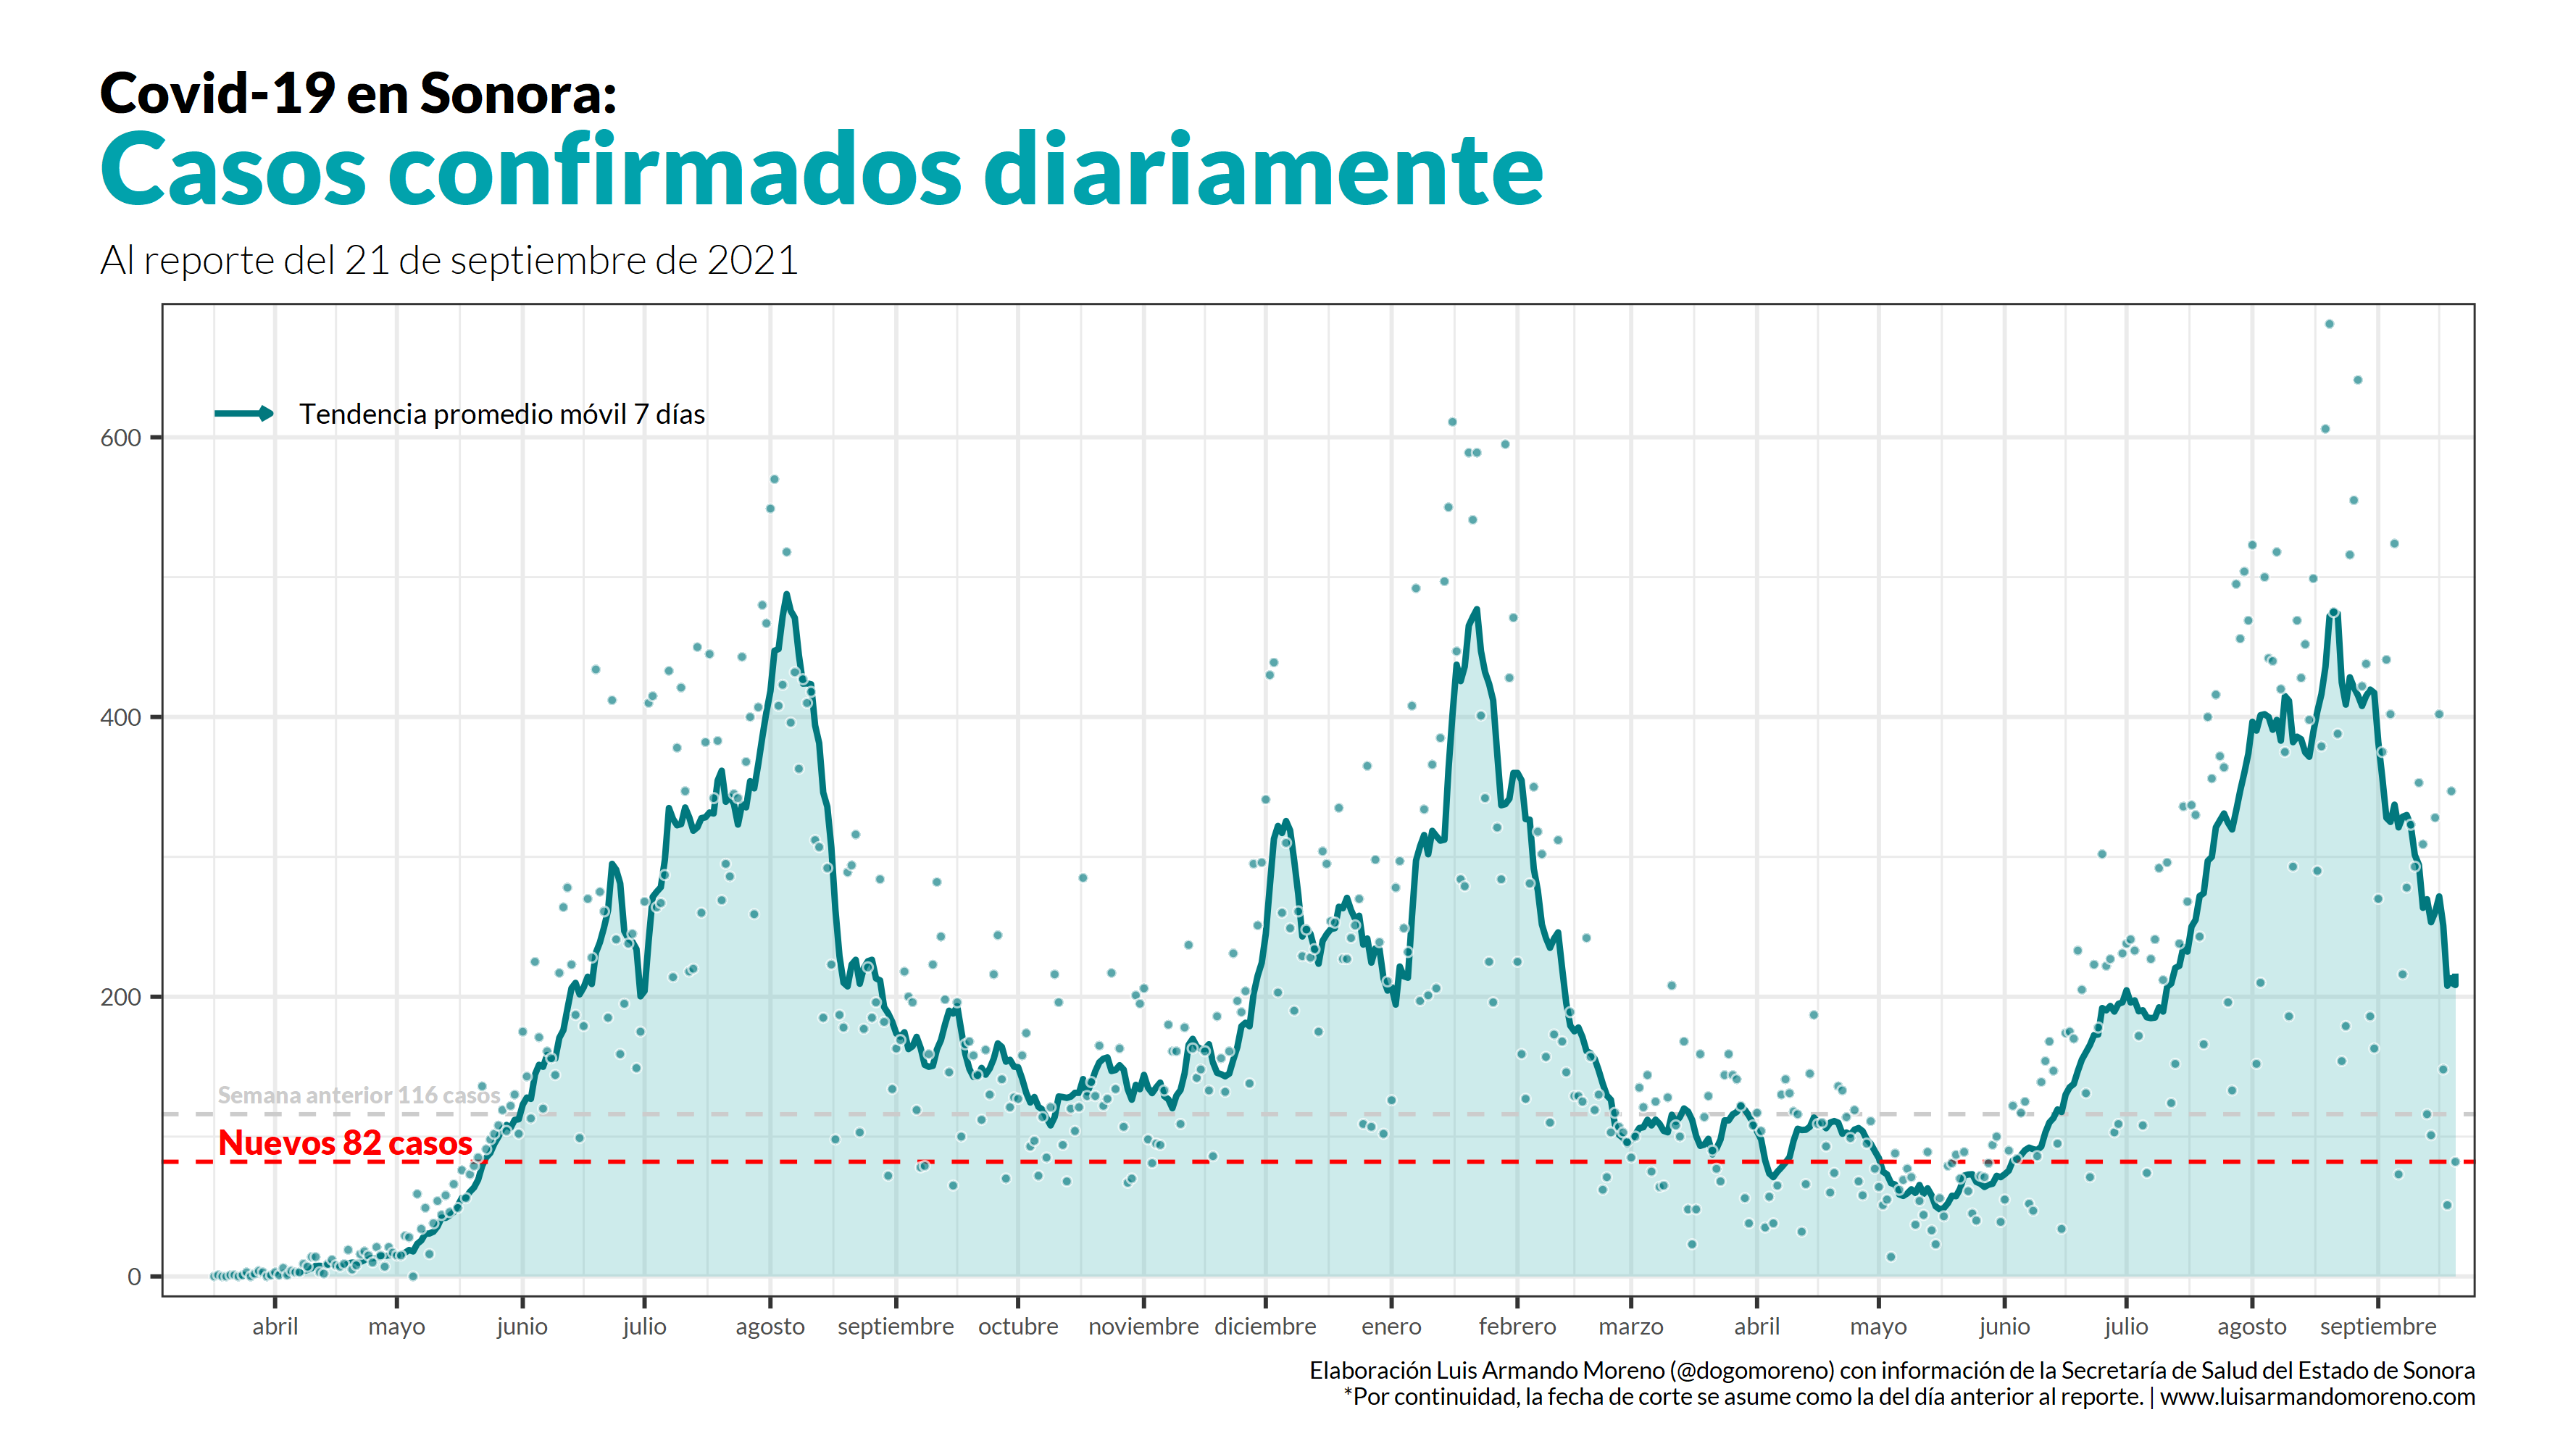 Covid-19 en Sonora:
Casos confirmados diariamente
Al reporte del 21 de septiembre de 2021
Tendencia promedio móvil 7 días
600
400
200
0
Semana anterior 116 casos
Nuevos 82 casos
abril mayo junio julio agosto septiembre octubre noviembre diciembre enero febrero marzo abril mayo junio julio agosto septiembre
Elaboración Luis Armando Moreno (@dogomoreno) con información de la Secretaría de Salud del Estado de Sonora
*Por continuidad, la fecha de corte se asume como la del día anterior al reporte. | www.luisarmandomoreno.com